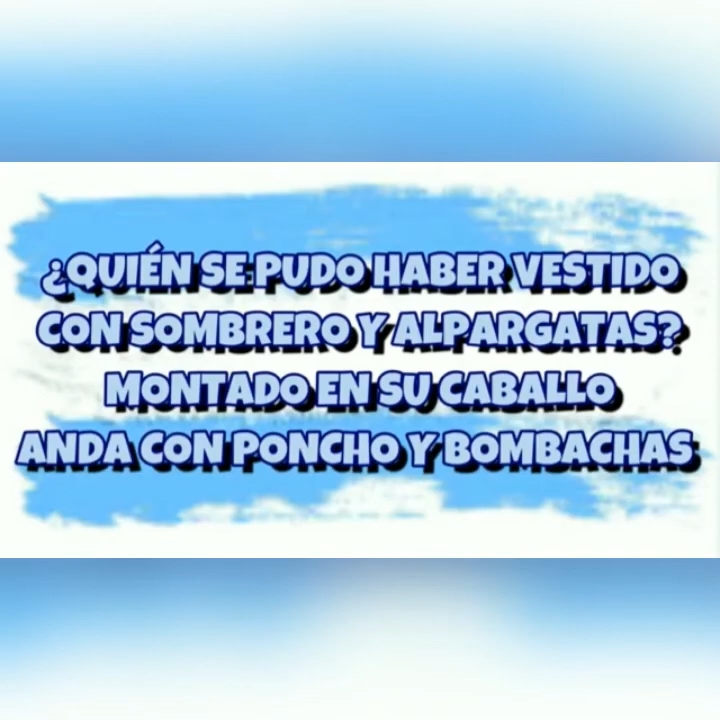 ¿QUIÉN SE PUDO HABER VESTIDO
CON SOMBRERO Y ALPARGATAS?
MONTADO EN SU CABALLO
ANDA CON PONCHO Y BOMBACHAS